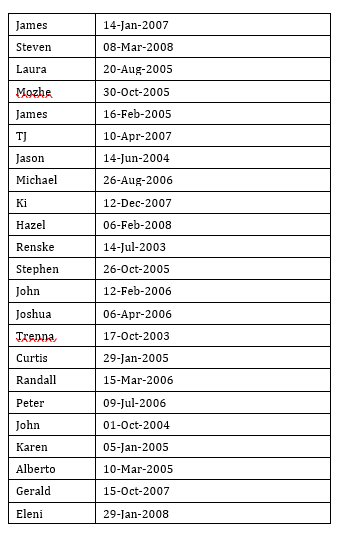 James 14-Jan-2007
Steven 08-Mar-2008
Laura 20-Aug-2005
Mozhe 30-Oct-2005
James 16-Feb-2005
TJ 10-Apr-2007
Jason 14-Jun-2004
Michael 26-Aug-2006
Ki 12-Dec-2007
Hazel 06-Feb-2008
Renske 14-Jul-2003
Stephen 26-Oct-2005
John 12-Feb-2006
Joshua 06-Apr-2006
Trenna 17-Oct-2003
Curtis 29-Jan-2005
Randall 15-Mar-2006
Peter 09-Jul-2006
John 01-Oct-2004
Karen 05-Jan-2005
Alberto 10-Mar-2005
Gerald 15-Oct-2007
Eleni 29-Jan-2008